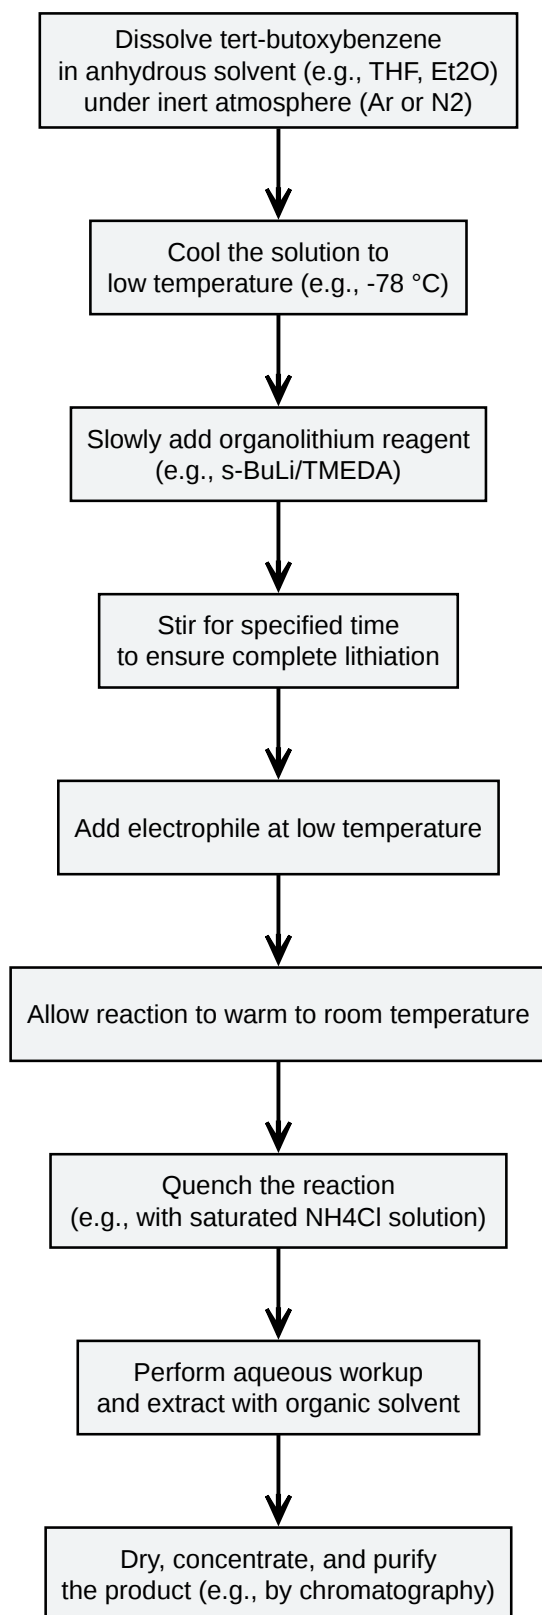 Dissolve tert-butoxybenzene
in anhydrous solvent (e.g., THF, Et2O)
under inert atmosphere (Ar or N2)
Cool the solution to
low temperature (e.g., -78 °C)
Slowly add organolithium reagent
(e.g., s-BuLi/TMEDA)
Stir for specified time
to ensure complete lithiation
Add electrophile at low temperature
Allow reaction to warm to room temperature
Quench the reaction
(e.g., with saturated NH4Cl solution)
Perform aqueous workup
and extract with organic solvent
Dry, concentrate, and purify
the product (e.g., by chromatography)